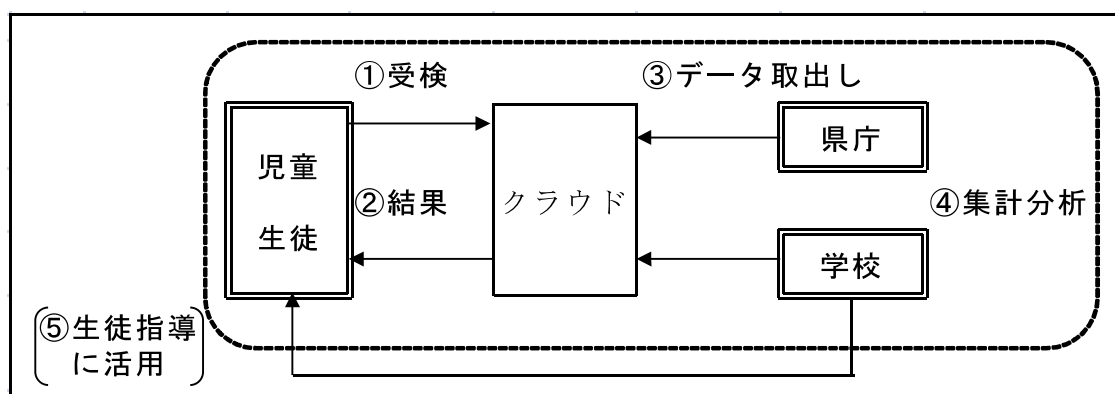 ①受検
③データ取出し
児童
生徒
クラウド
県庁
②結果
④集計分析
学校
⑤生徒指導
に活用